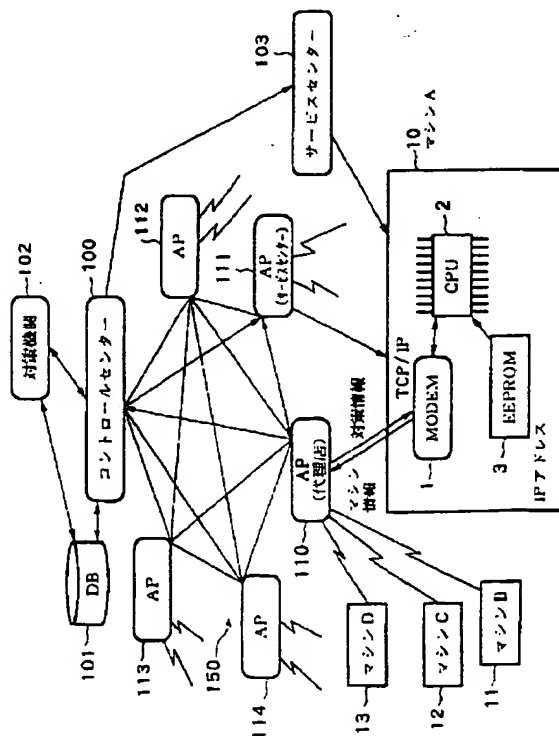 102
対策機関
100
コントロールセンター
DB
101
103
サービスセンター
112
AP
111
AP
(サービスセンター)
113
AP
150
AP
114
110
AP
(代理店)
マシン
情報
対策情報
TCP/IP
10
マシンA
1
MODEM
2
CPU
3
EEPROM
IPアドレス
マシンD
13
マシンC
12
マシンB
11